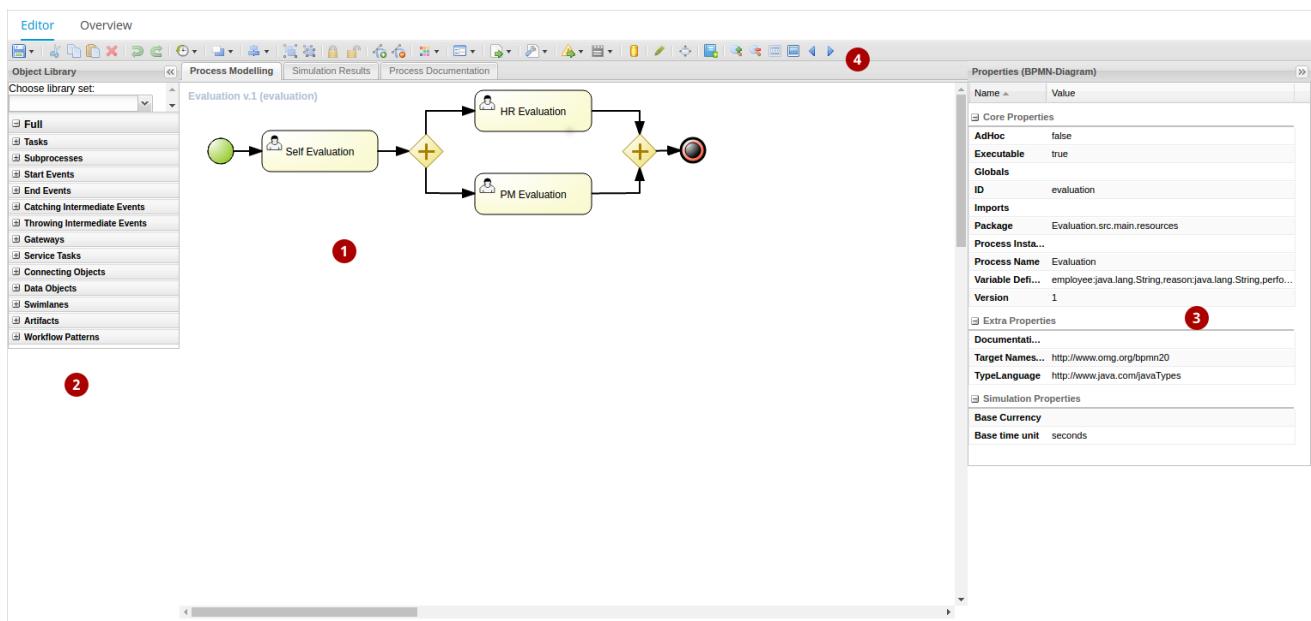 Editor Overview
4
Object Library
Choose library set:
Full
Tasks
Subprocesses
Start Events
End Events
Catching Intermediate Events
Throwing Intermediate Events
Gateways
Service Tasks
Connecting Objects
Data Objects
Swimlanes
Artifacts
Workflow Patterns
2
Process Modelling Simulation Results Process Documentation
Evaluation v.1 (evaluation)
HR Evaluation
Self Evaluation
PM Evaluation
1
Properties (BPMN-Diagram)
Name Value
Core Properties
AdHoc false
Executable true
Globals
ID evaluation
Imports
Package Evaluation.src.main.resources
Process Insta...
Process Name Evaluation
Variable Defi... employee:java.lang.String,reason:java.lang.String,perfo...
Version 1
3
Extra Properties
Documentati...
Target Names... http://www.omg.org/bpmn20
TypeLanguage http://www.java.com/javaTypes
Simulation Properties
Base Currency
Base time unit seconds